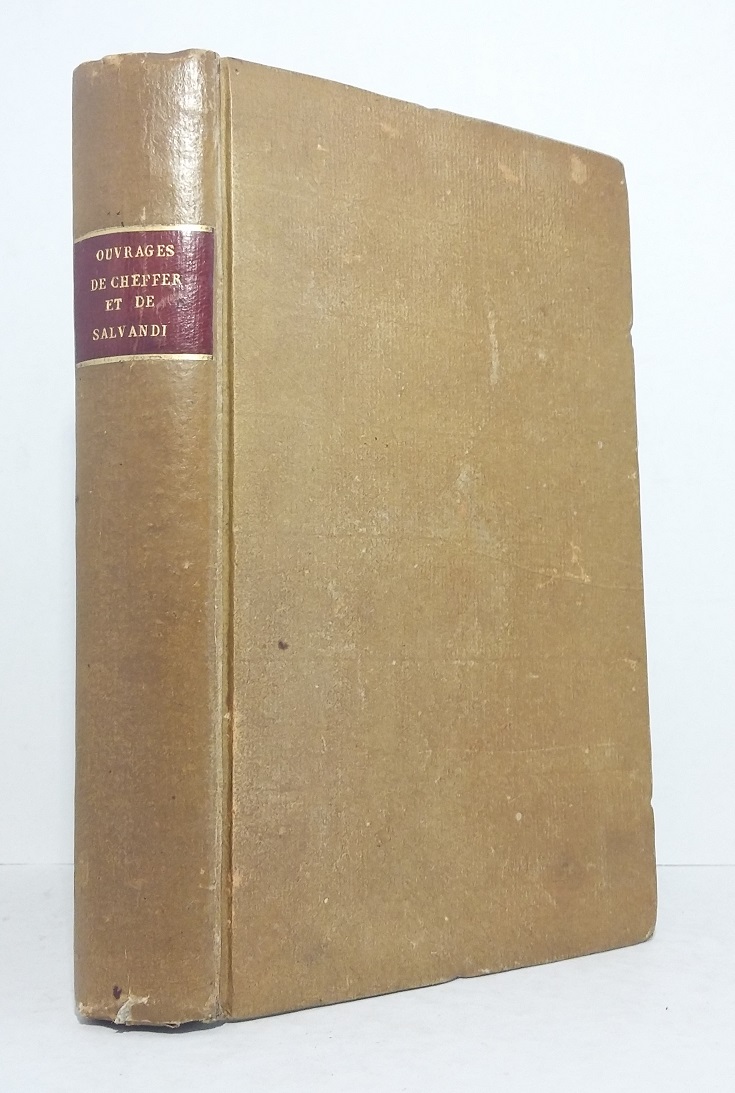 OUVRAGES
DE CHEFFER
ET DE
SALVANDI